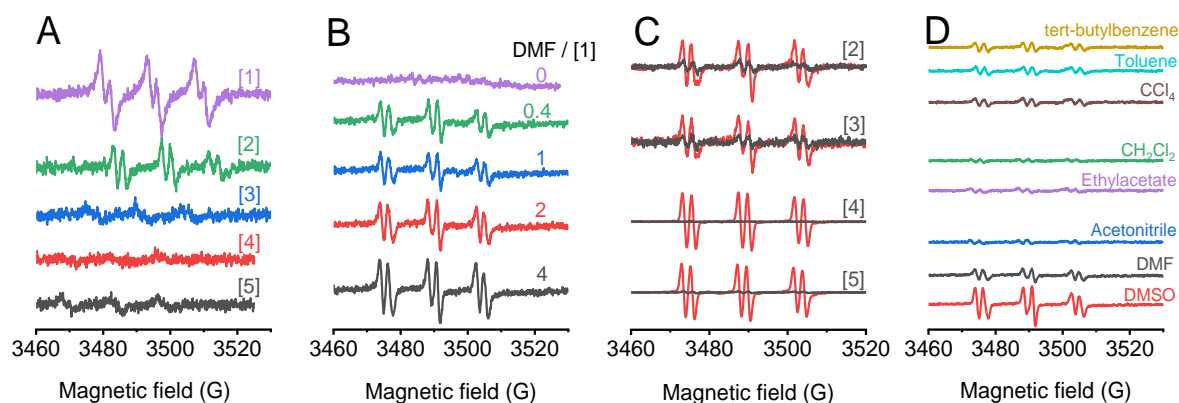 A
[1]
[2]
[3]
[4]
[5]
3460 3480 3500 3520
Magnetic field (G)
B
DMF / [1]
0
0.4
1
2
4
3460 3480 3500 3520
Magnetic field (G)
C
[2]
[3]
[4]
[5]
3460 3480 3500 3520
Magnetic field (G)
D
tert-butylbenzene
Toluene
CCl₄
CH₂Cl₂
Ethylacetate
Acetonitrile
DMF
DMSO
3460 3480 3500 3520
Magnetic field (G)